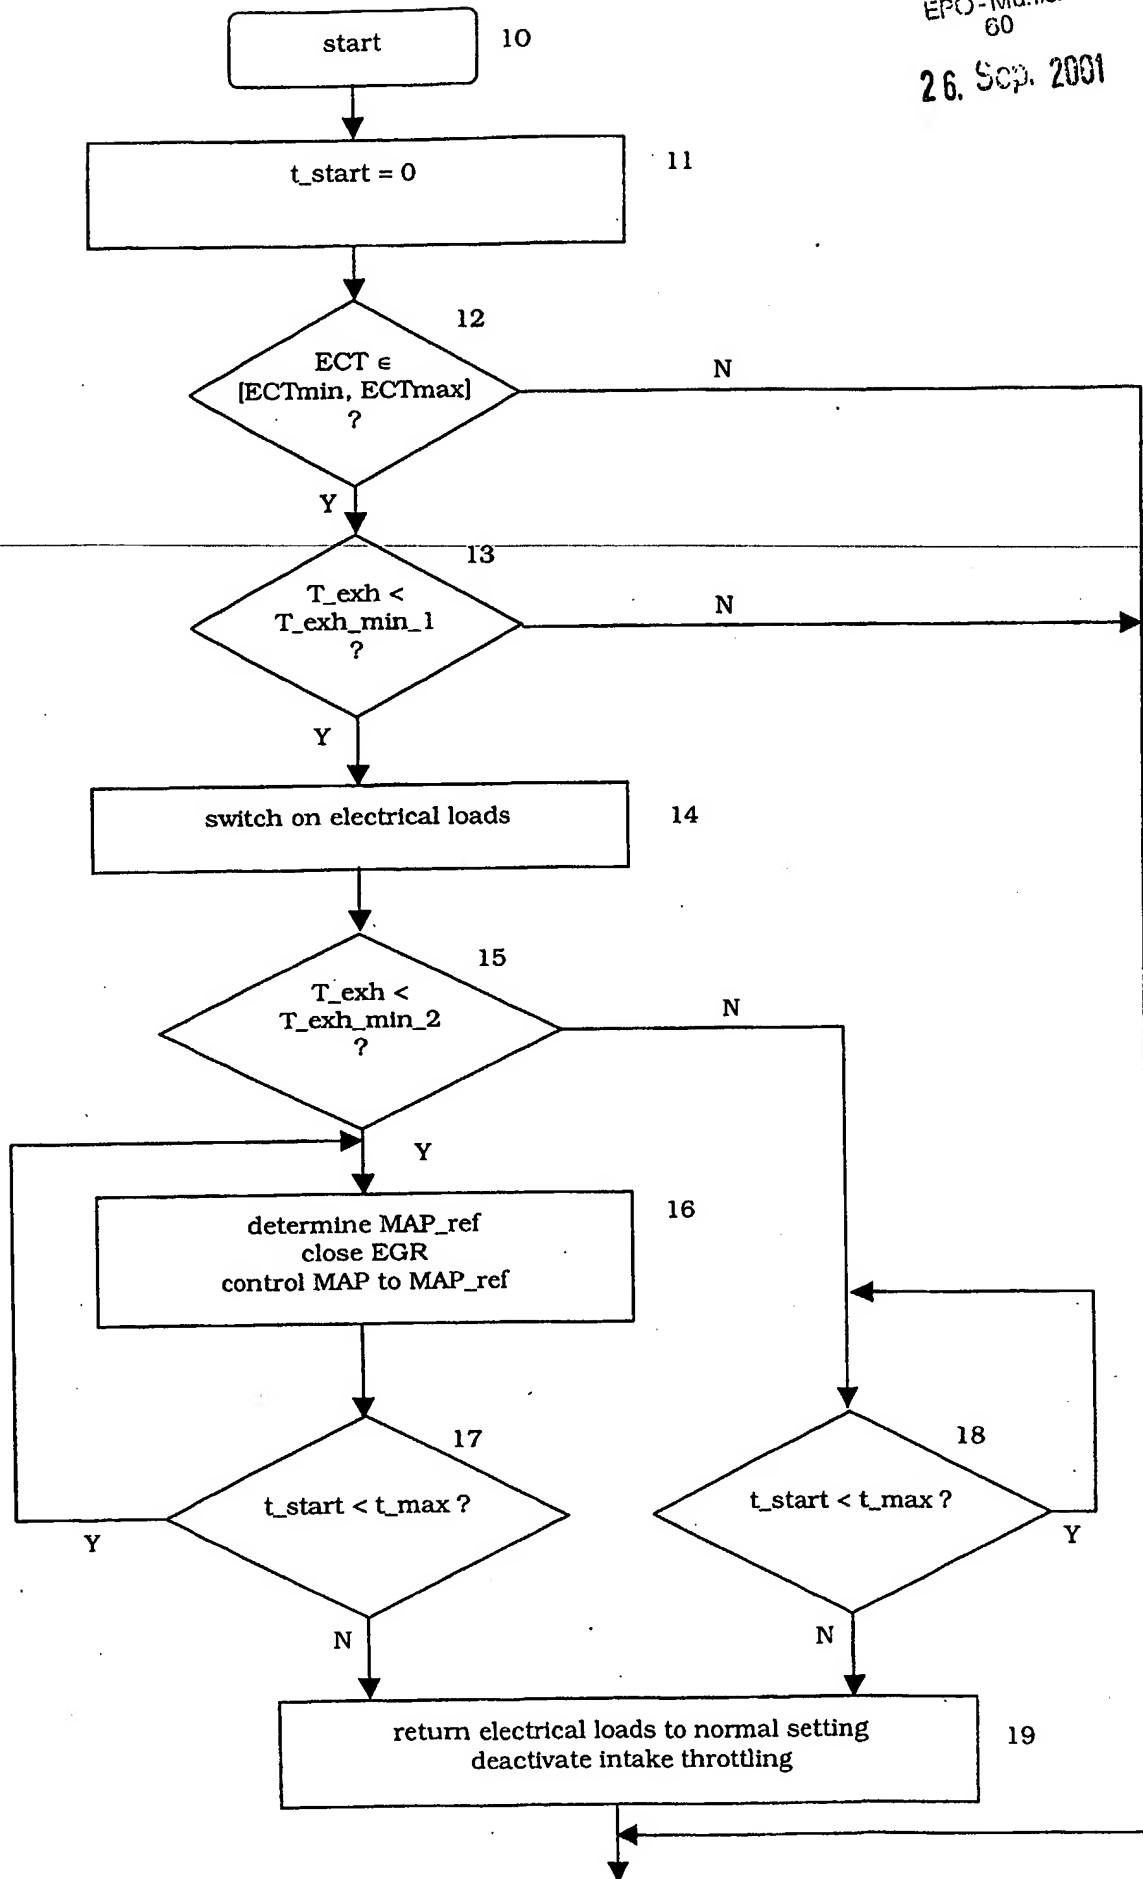 start
10
60
26. Sep. 2001
t_start = 0
11
12
ECT ∈
[ECTmin, ECTmax]
?
N
Y
13
T_exh <
T_exh_min_1
?
N
Y
switch on electrical loads
14
15
T_exh <
T_exh_min_2
?
N
Y
determine MAP_ref
close EGR
control MAP to MAP_ref
16
17
t_start < t_max ?
Y
N
18
t_start < t_max ?
Y
N
return electrical loads to normal setting
deactivate intake throttling
19